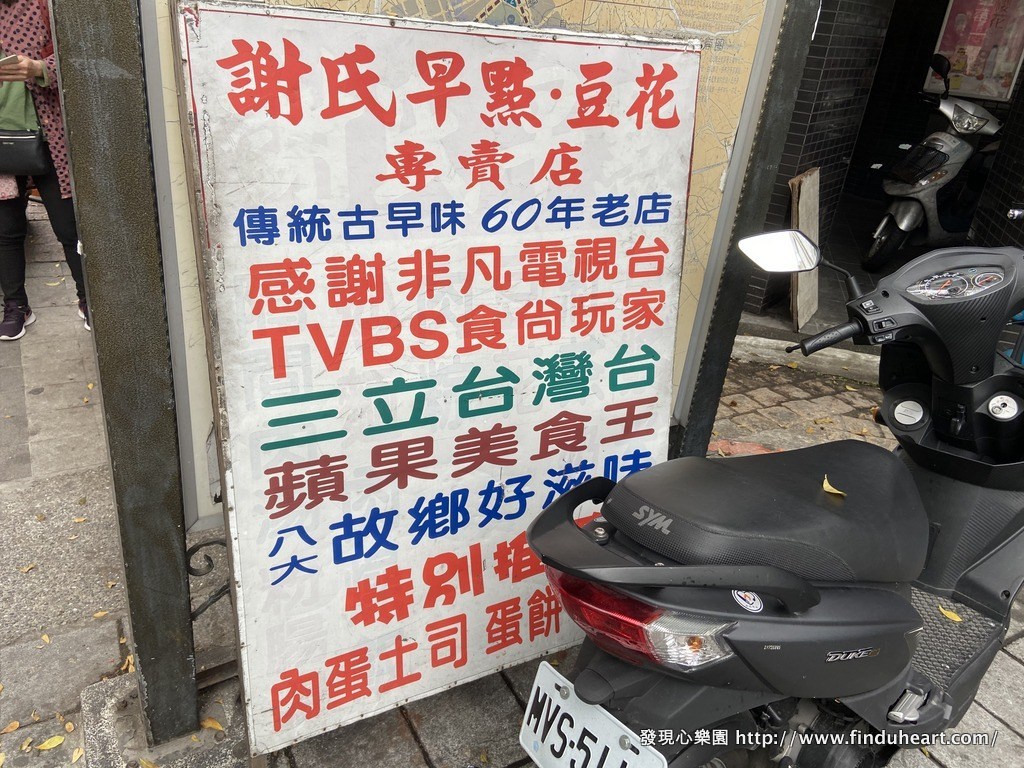 謝氏早點·豆花
專賣店
傳統古早味 60年老店
感謝非凡電視台
TVBS食尚玩家
三立台灣台
蘋果美食王
八大 故鄉好滋味
特別推
肉蛋土司 蛋餅
SYM
DUKE
MVS-51
發現心樂園 http://www.finduheart.com/